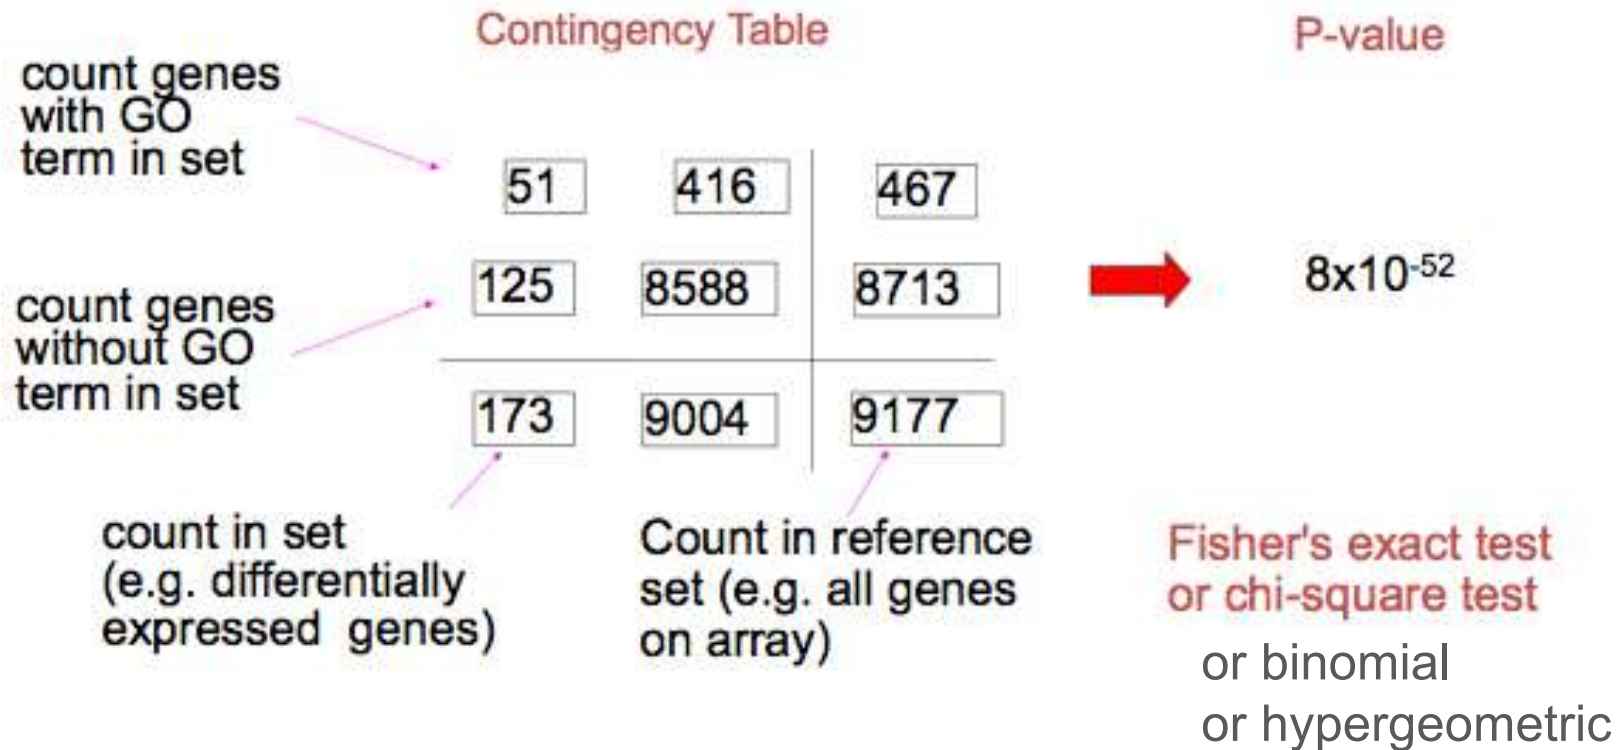 Contingency Table
P-value
count genes
with GO
term in set
51 416 467
count genes
without GO
term in set
125 8588 8713
8x10-52
173 9004 9177
count in set
(e.g. differentially
expressed genes)
Count in reference
set (e.g. all genes
on array)
Fisher's exact test
or chi-square test
or binomial
or hypergeometric